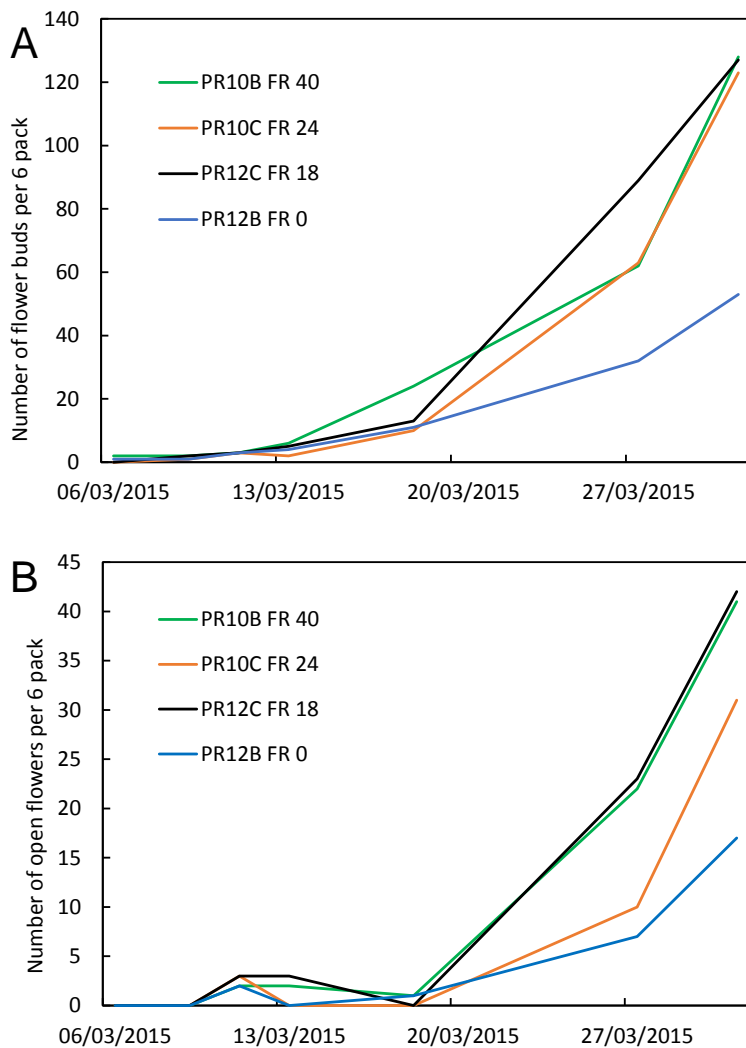 A
Number of flower buds per 6 pack
140
120
100
80
60
40
20
0
PR10B FR 40
PR10C FR 24
PR12C FR 18
PR12B FR 0
06/03/2015 13/03/2015 20/03/2015 27/03/2015
B
Number of open flowers per 6 pack
45
40
35
30
25
20
15
10
5
0
PR10B FR 40
PR10C FR 24
PR12C FR 18
PR12B FR 0
06/03/2015 13/03/2015 20/03/2015 27/03/2015